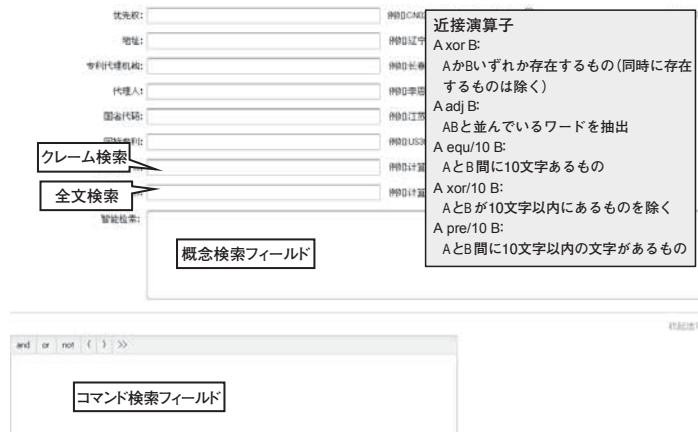 优先权:
地址:
专利代理机构:
代理人:
国省代码:
クレーム検索
全文検索
智能检索:
概念検索フィールド
近接演算子
A xor B:
AかBいずれか存在するもの(同時に存在
するものは除く)
A adj B:
ABと並んでいるワードを抽出
A equ/10 B:
AとB間に10文字あるもの
A xor/10 B:
AとBが10文字以内にあるものを除く
A pre/10 B:
AとB間に10文字以内の文字があるもの
and or not ( ) >>
コマンド検索フィールド